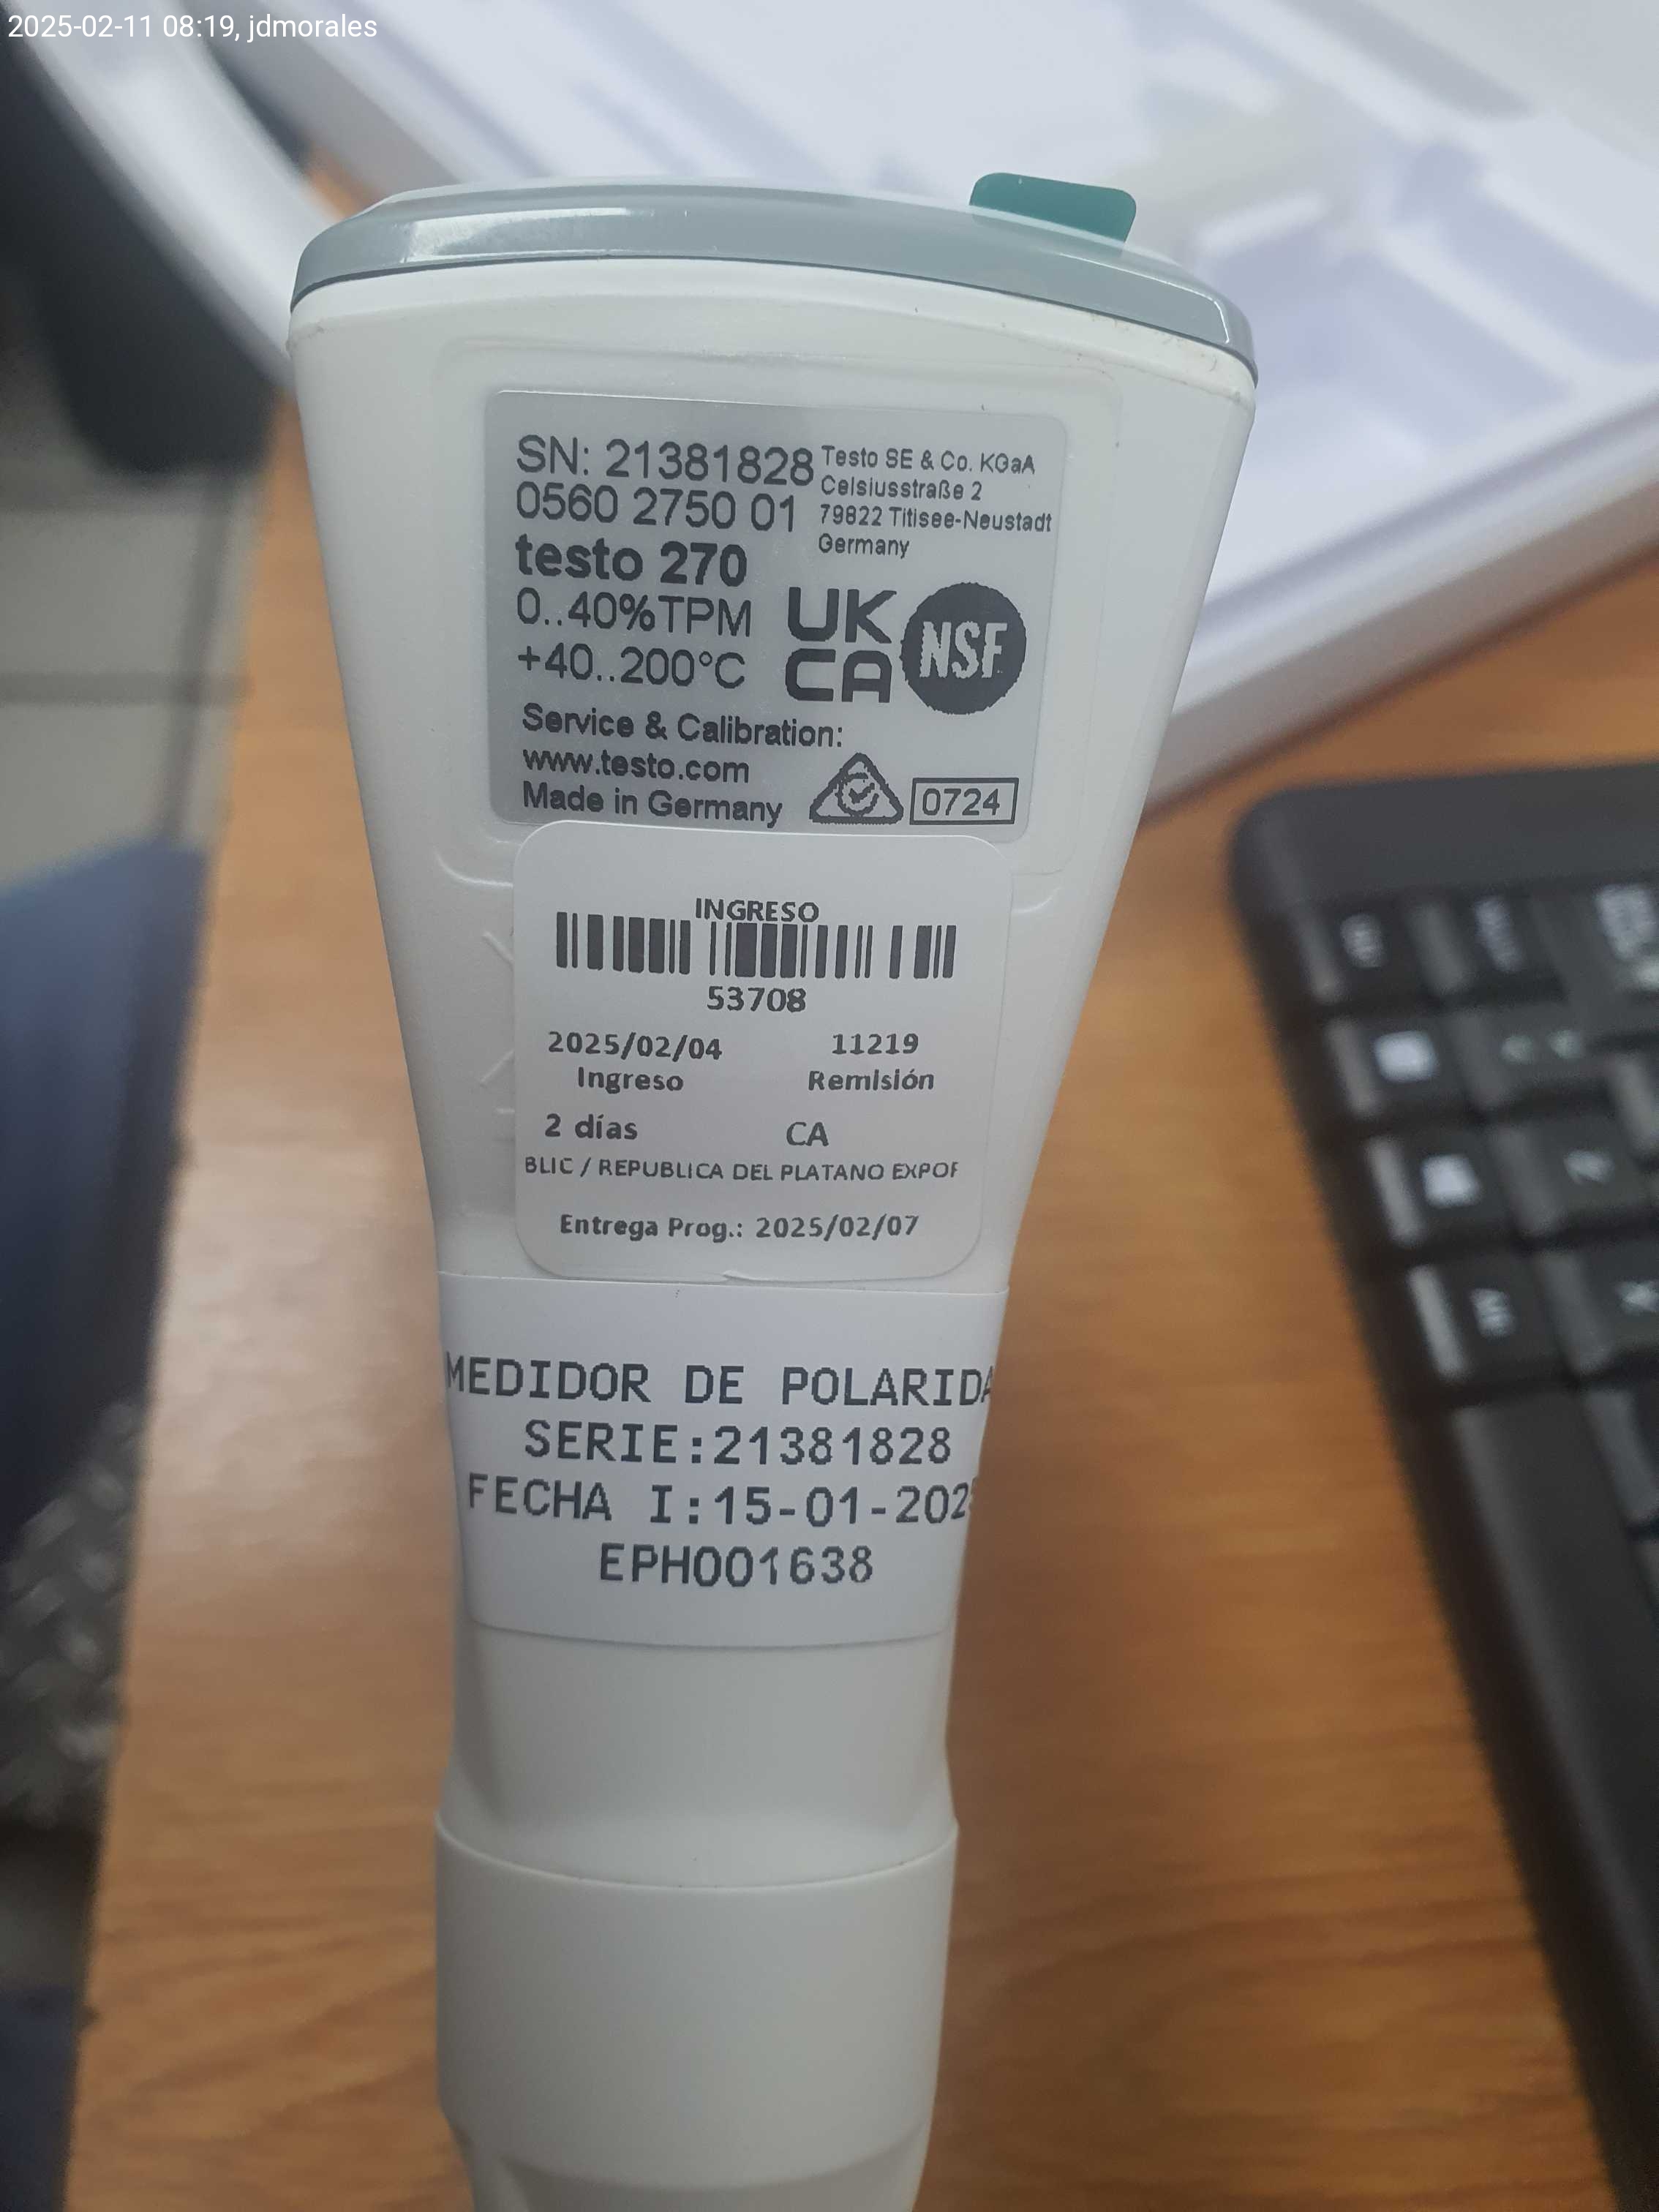 2025-02-11 08:19, jdmorales
SN: 21381828
0560 2750 01
testo 270
0..40%TPM
+40..200°C
Testo SE & Co. KGaA
Celsiusstraße 2
79822 Titisee-Neustadt
Germany
UK
CA
NSF
Service & Calibration:
www.testo.com
Made in Germany
0724
INGRESO
53708
2025/02/04 11219
Ingreso Remisión
2 días CA
BLIC / REPUBLICA DEL PLATANO EXPOR
Entrega Prog.: 2025/02/07
MEDIDOR DE POLARIDA
SERIE:21381828
FECHA I:15-01-202
EPH001638